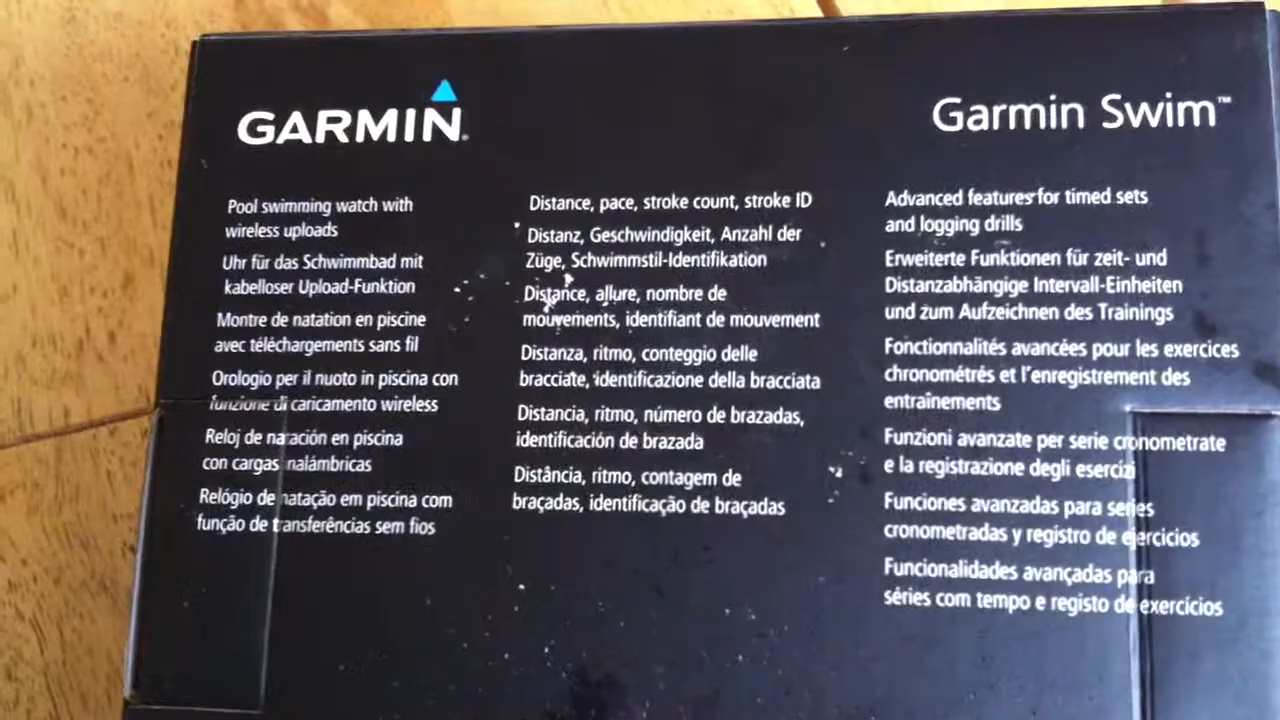 GARMIN
Garmin Swim™
Pool swimming watch with
wireless uploads
Uhr für das Schwimmbad mit
kabelloser Upload-Funktion
Montre de natation en piscine
avec téléchargements sans fil
Orologio per il nuoto in piscina con
funzione di caricamento wireless
Reloj de natación en piscina
con cargas inalámbricas
Relógio de natação em piscina com
função de transferências sem fios
Distance, pace, stroke count, stroke ID
Distanz, Geschwindigkeit, Anzahl der
Züge, Schwimmstil-Identifikation
Distance, allure, nombre de
mouvements, identifiant de mouvement
Distanza, ritmo, conteggio delle
bracciate, identificazione della bracciata
Distancia, ritmo, número de brazadas,
identificación de brazada
Distância, ritmo, contagem de
braçadas, identificação de braçadas
Advanced features for timed sets
and logging drills
Erweiterte Funktionen für zeit- und
Distanzabhängige Intervall-Einheiten
und zum Aufzeichnen des Trainings
Fonctionnalités avancées pour les exercices
chronométrés et l'enregistrement des
entraînements
Funzioni avanzate per serie cronometrate
e la registrazione degli esercizi
Funciones avanzadas para series
cronometradas y registro de ejercicios
Funcionalidades avançadas para
séries com tempo e registo de exercícios